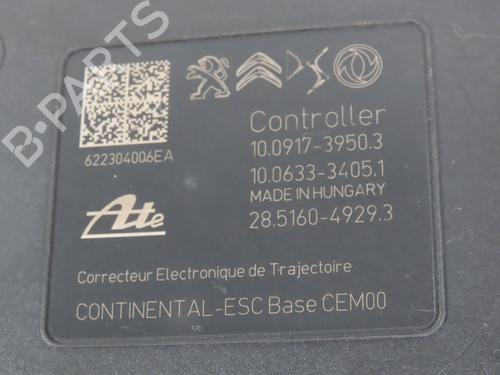 B-PARTS
622304006EA
DS
Controller
10.0917-3950.3
10.0633-3405.1
MADE IN HUNGARY
28.5160-4929.3
Ate
Correcteur Electronique de Trajectoire
CONTINENTAL-ESC Base CEM00